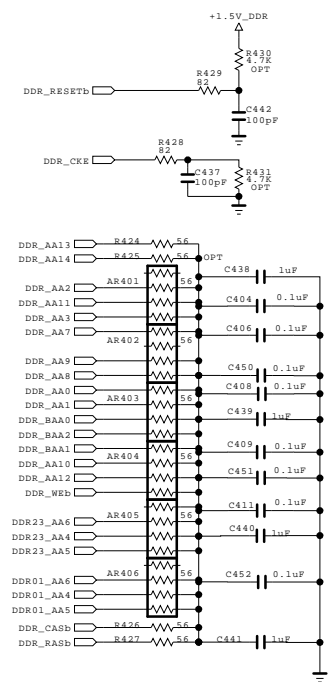 +1.5V_DDR
R430
4.7K
OPT
R429
82
DDR_RESETb
C442
100pF
R428
82
DDR_CKE
C437
100pF
R431
4.7K
OPT
DDR_AA13 R424 56
DDR_AA14 R425 56 OPT
C438 1uF
AR401 56
DDR_AA2
DDR_AA11 C404 0.1uF
DDR_AA3
DDR_AA7 56 C406 0.1uF
AR402
DDR_AA9
DDR_AA8 C450 0.1uF
DDR_AA0 56 C408 0.1uF
DDR_AA1 AR403
DDR_BAA0 C439 1uF
DDR_BAA2
DDR_BAA1 56 C409 0.1uF
DDR_AA10 AR404
DDR_AA12 C451 0.1uF
DDR_WEb
C411 0.1uF
AR405 56
DDR23_AA6
DDR23_AA4 C440 1uF
DDR23_AA5
AR406 56
DDR01_AA6 C452 0.1uF
DDR01_AA4
DDR01_AA5
DDR_CASb R426 56
DDR_RASb R427 56 C441 1uF